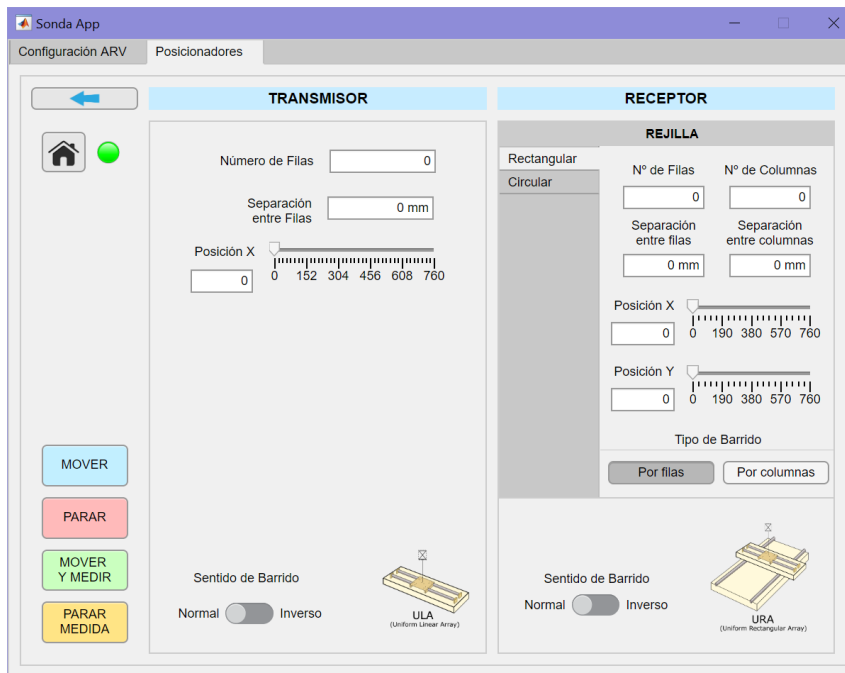 Sonda App
Configuración ARV
Posicionadores
TRANSMISOR
Número de Filas
0
Separación
entre Filas
0 mm
Posición X
0
0 152 304 456 608 760
Sentido de Barrido
Normal
Inverso
ULA
(Uniform Linear Array)
RECEPTOR
REJILLA
Rectangular
Circular
Nº de Filas
Nº de Columnas
0
0
Separación
entre filas
Separación
entre columnas
0 mm
0 mm
Posición X
0
0 190 380 570 760
Posición Y
0
0 190 380 570 760
Tipo de Barrido
Por filas
Por columnas
Sentido de Barrido
Normal
Inverso
URA
(Uniform Rectangular Array)
MOVER
PARAR
MOVER
Y MEDIR
PARAR
MEDIDA